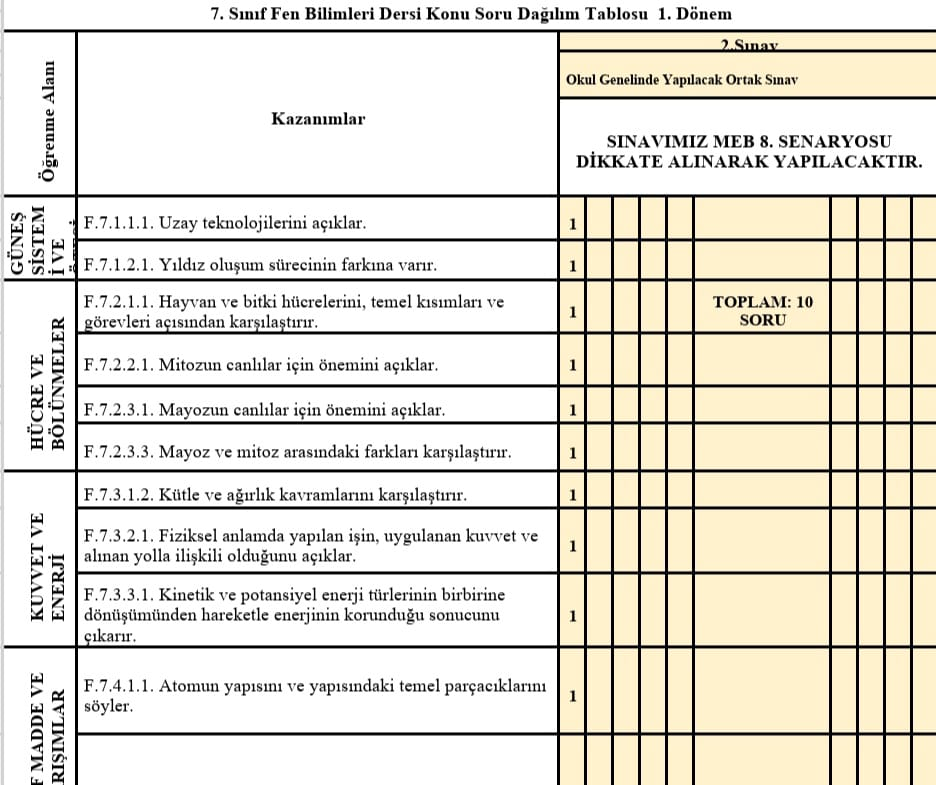 7. Sınıf Fen Bilimleri Dersi Konu Soru Dağılım Tablosu 1. Dönem
Öğrenme Alanı
Kazanımlar
2.Sınav
Okul Genelinde Yapılacak Ortak Sınav
SINAVIMIZ MEB 8. SENARYOSU
DİKKATE ALINARAK YAPILACAKTIR.
GÜNEŞ
SİSTEM
İ VE
F.7.1.1.1. Uzay teknolojilerini açıklar.
1
F.7.1.2.1. Yıldız oluşum sürecinin farkına varır.
1
HÜCRE VE
BÖLÜNMELER
F.7.2.1.1. Hayvan ve bitki hücrelerini, temel kısımları ve
görevleri açısından karşılaştırır.
1
TOPLAM: 10
SORU
F.7.2.2.1. Mitozun canlılar için önemini açıklar.
1
F.7.2.3.1. Mayozun canlılar için önemini açıklar.
1
F.7.2.3.3. Mayoz ve mitoz arasındaki farkları karşılaştırır.
1
KUVVET VE
ENERJİ
F.7.3.1.2. Kütle ve ağırlık kavramlarını karşılaştırır.
1
F.7.3.2.1. Fiziksel anlamda yapılan işin, uygulanan kuvvet ve
alınan yolla ilişkili olduğunu açıklar.
1
F.7.3.3.1. Kinetik ve potansiyel enerji türlerinin birbirine
dönüşümünden hareketle enerjinin korunduğu sonucunu
çıkarır.
1
F MADDE VE
RIŞIMLAR
F.7.4.1.1. Atomun yapısını ve yapısındaki temel parçacıklarını
söyler.
1